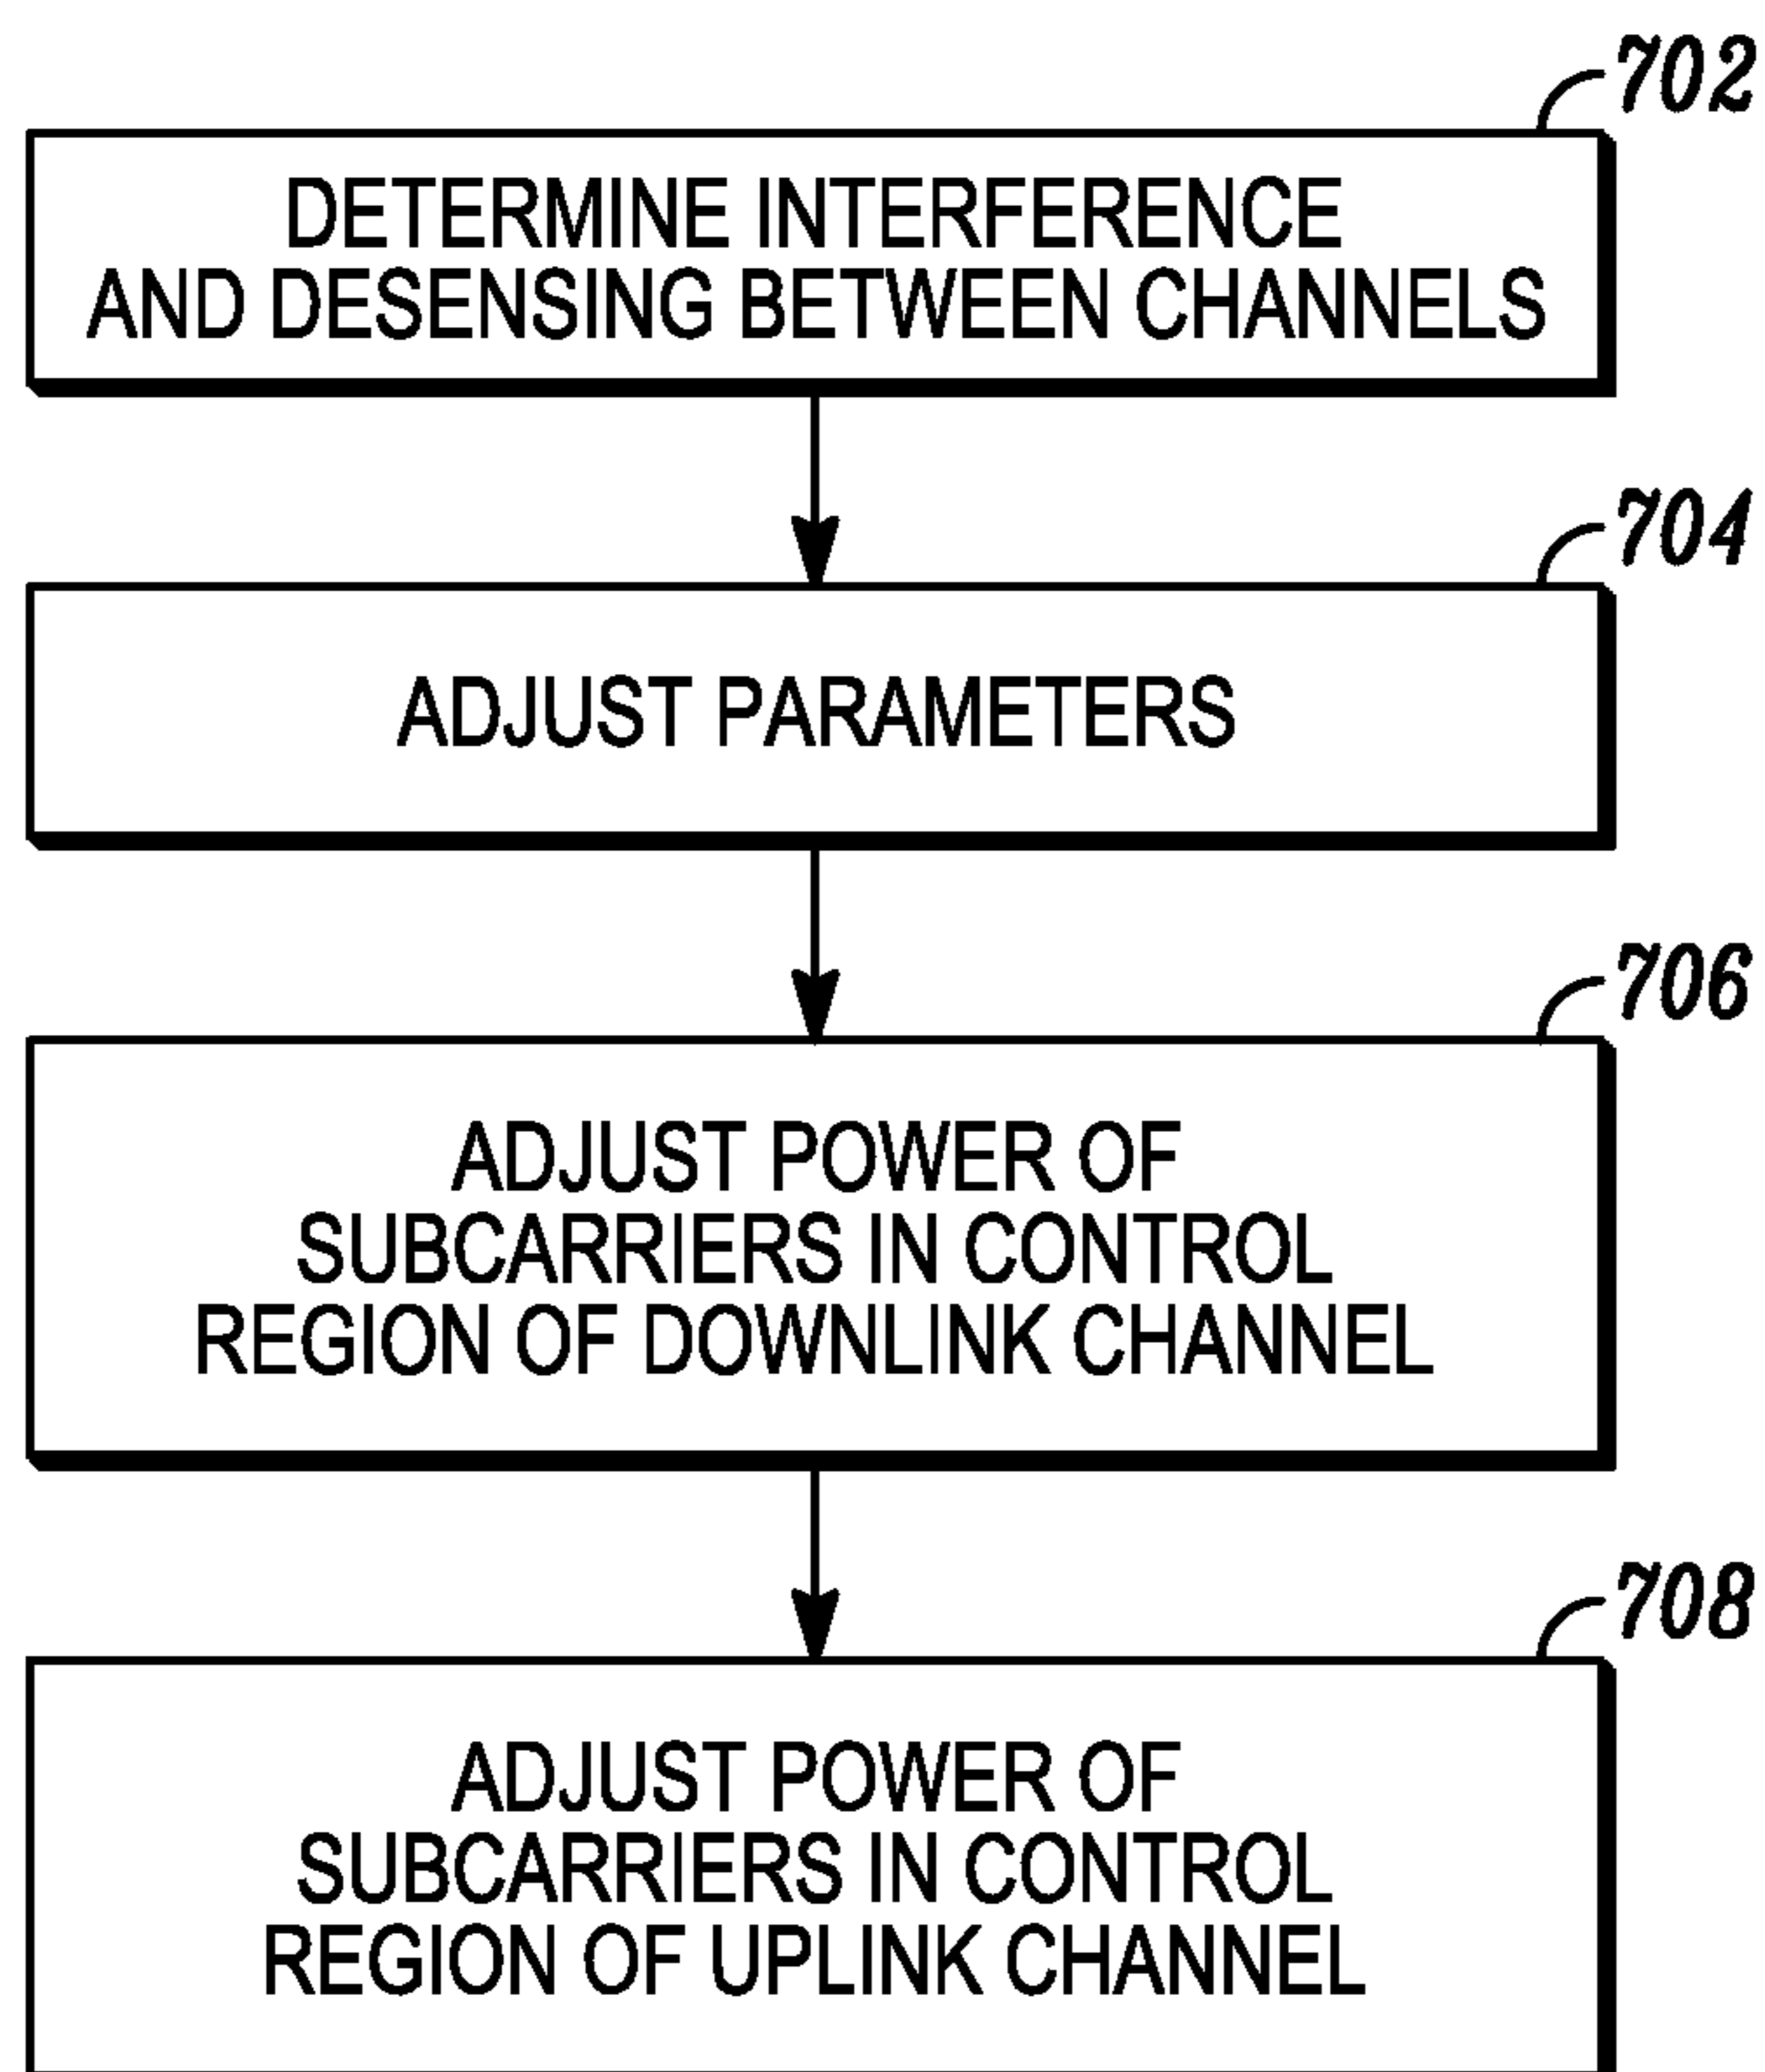 702
DETERMINE INTERFERENCE
AND DESENSING BETWEEN CHANNELS
704
ADJUST PARAMETERS
706
ADJUST POWER OF
SUBCARRIERS IN CONTROL
REGION OF DOWNLINK CHANNEL
708
ADJUST POWER OF
SUBCARRIERS IN CONTROL
REGION OF UPLINK CHANNEL